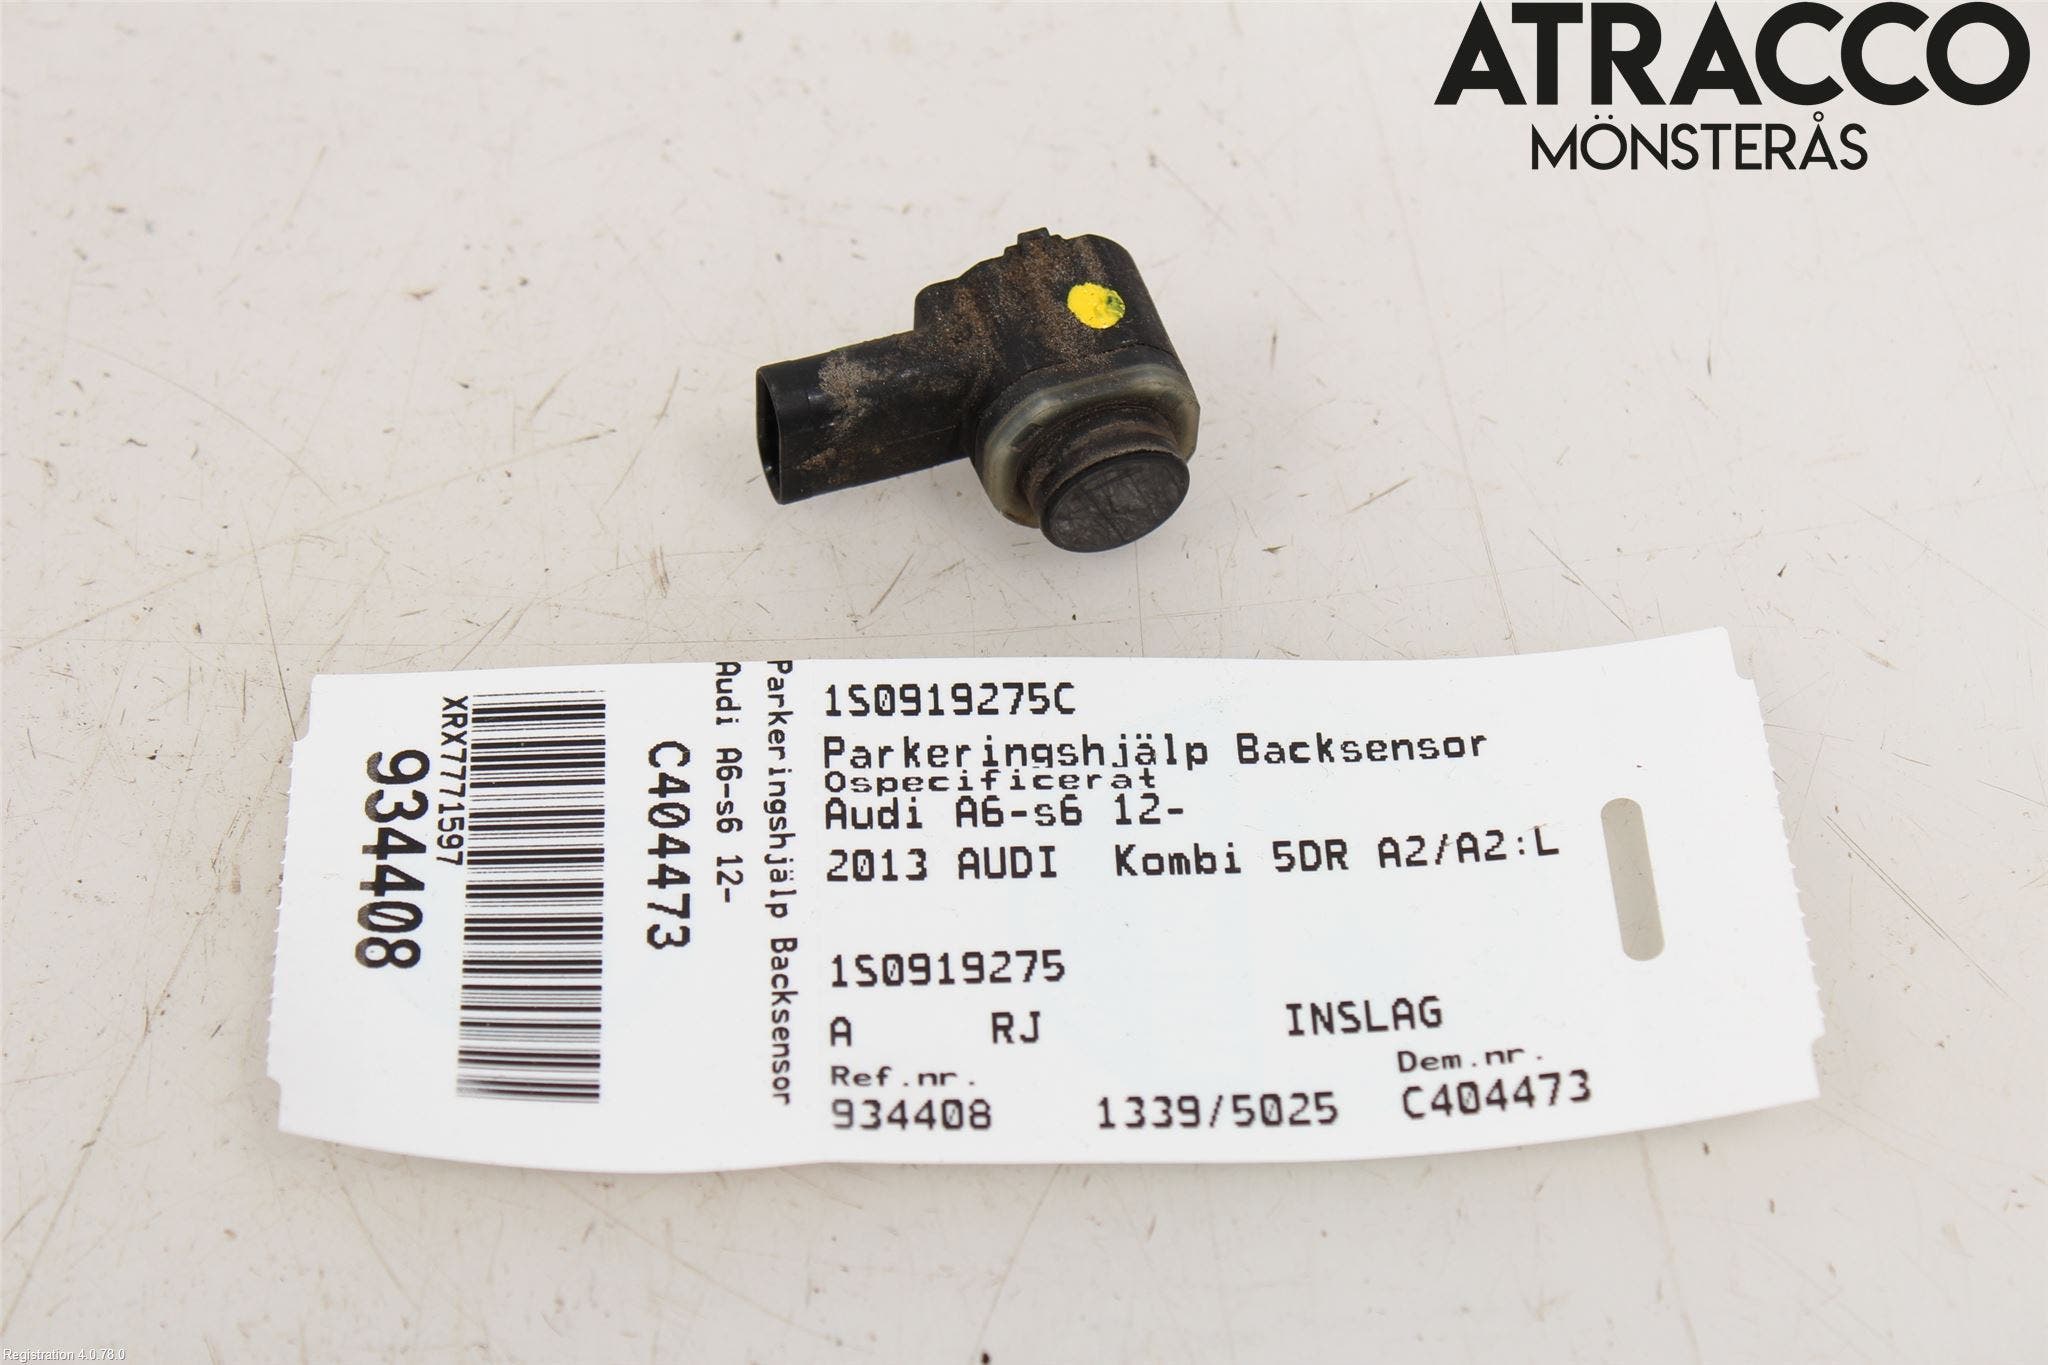 ATRACCO
MÖNSTERÅS
1S0919275C
Parkeringshjälp Backsensor
Ospecificerat
Audi A6-s6 12-
2013 AUDI Kombi 5DR A2/A2:L
1S0919275
A RJ INSLAG
Ref.nr. Dem.nr.
934408 1339/5025 C404473
Parkeringshjälp Backsensor
Audi A6-s6 12-
C404473
XRX7771597
934408
Registration 4.0.78.0